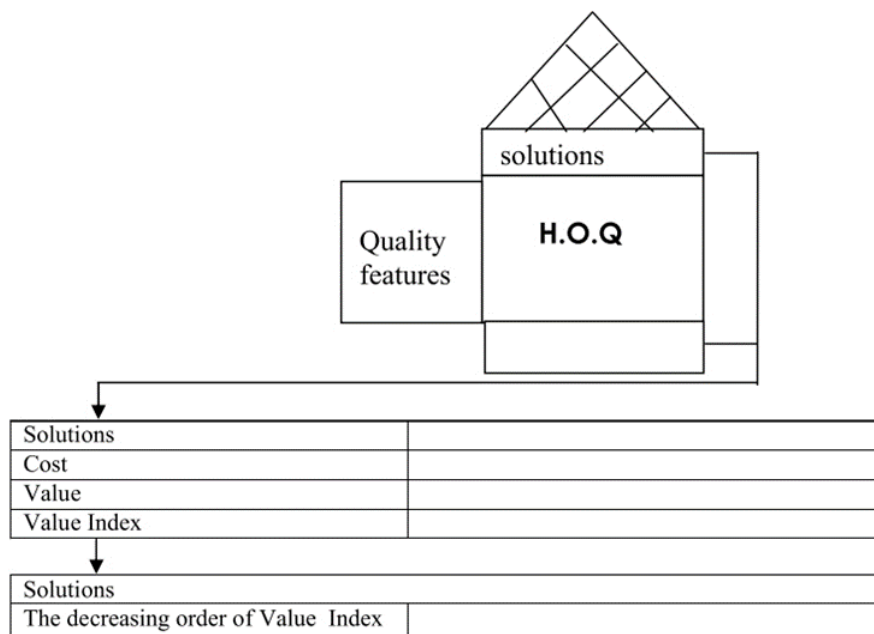 solutions
Quality
features
H.O.Q
Solutions
Cost
Value
Value Index
Solutions
The decreasing order of Value Index